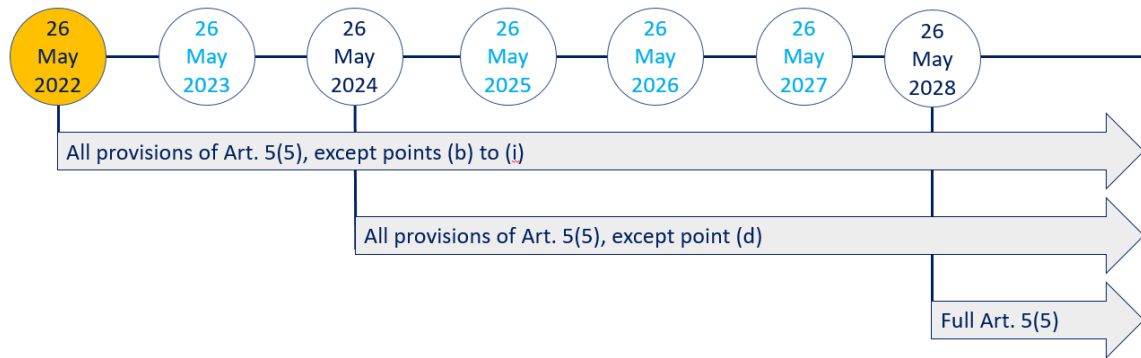 26
May
2022
26
May
2023
26
May
2024
26
May
2025
26
May
2026
26
May
2027
26
May
2028
All provisions of Art. 5(5), except points (b) to (i)
All provisions of Art. 5(5), except point (d)
Full Art. 5(5)